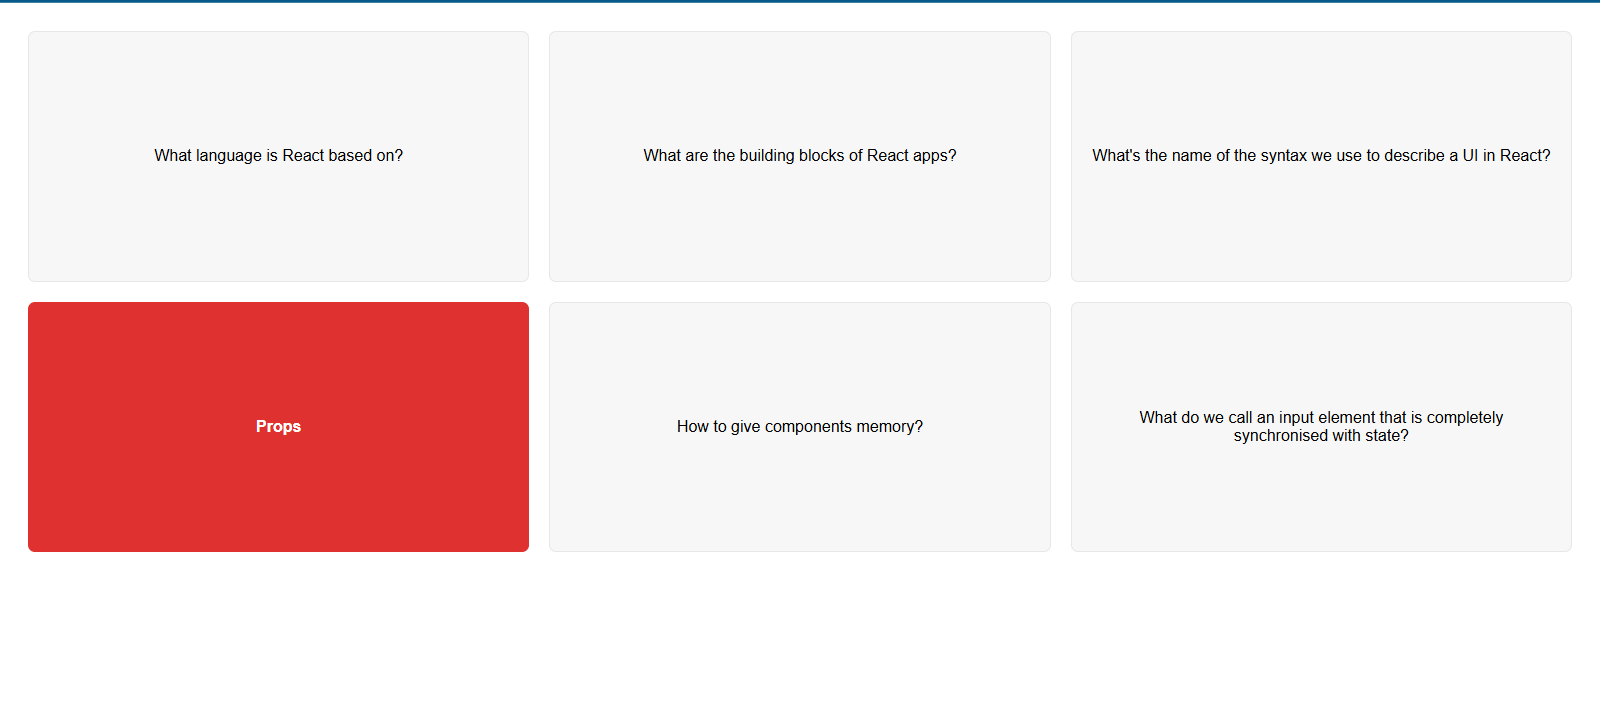 What language is React based on?
What are the building blocks of React apps?
What's the name of the syntax we use to describe a UI in React?
Props
How to give components memory?
What do we call an input element that is completely
synchronised with state?